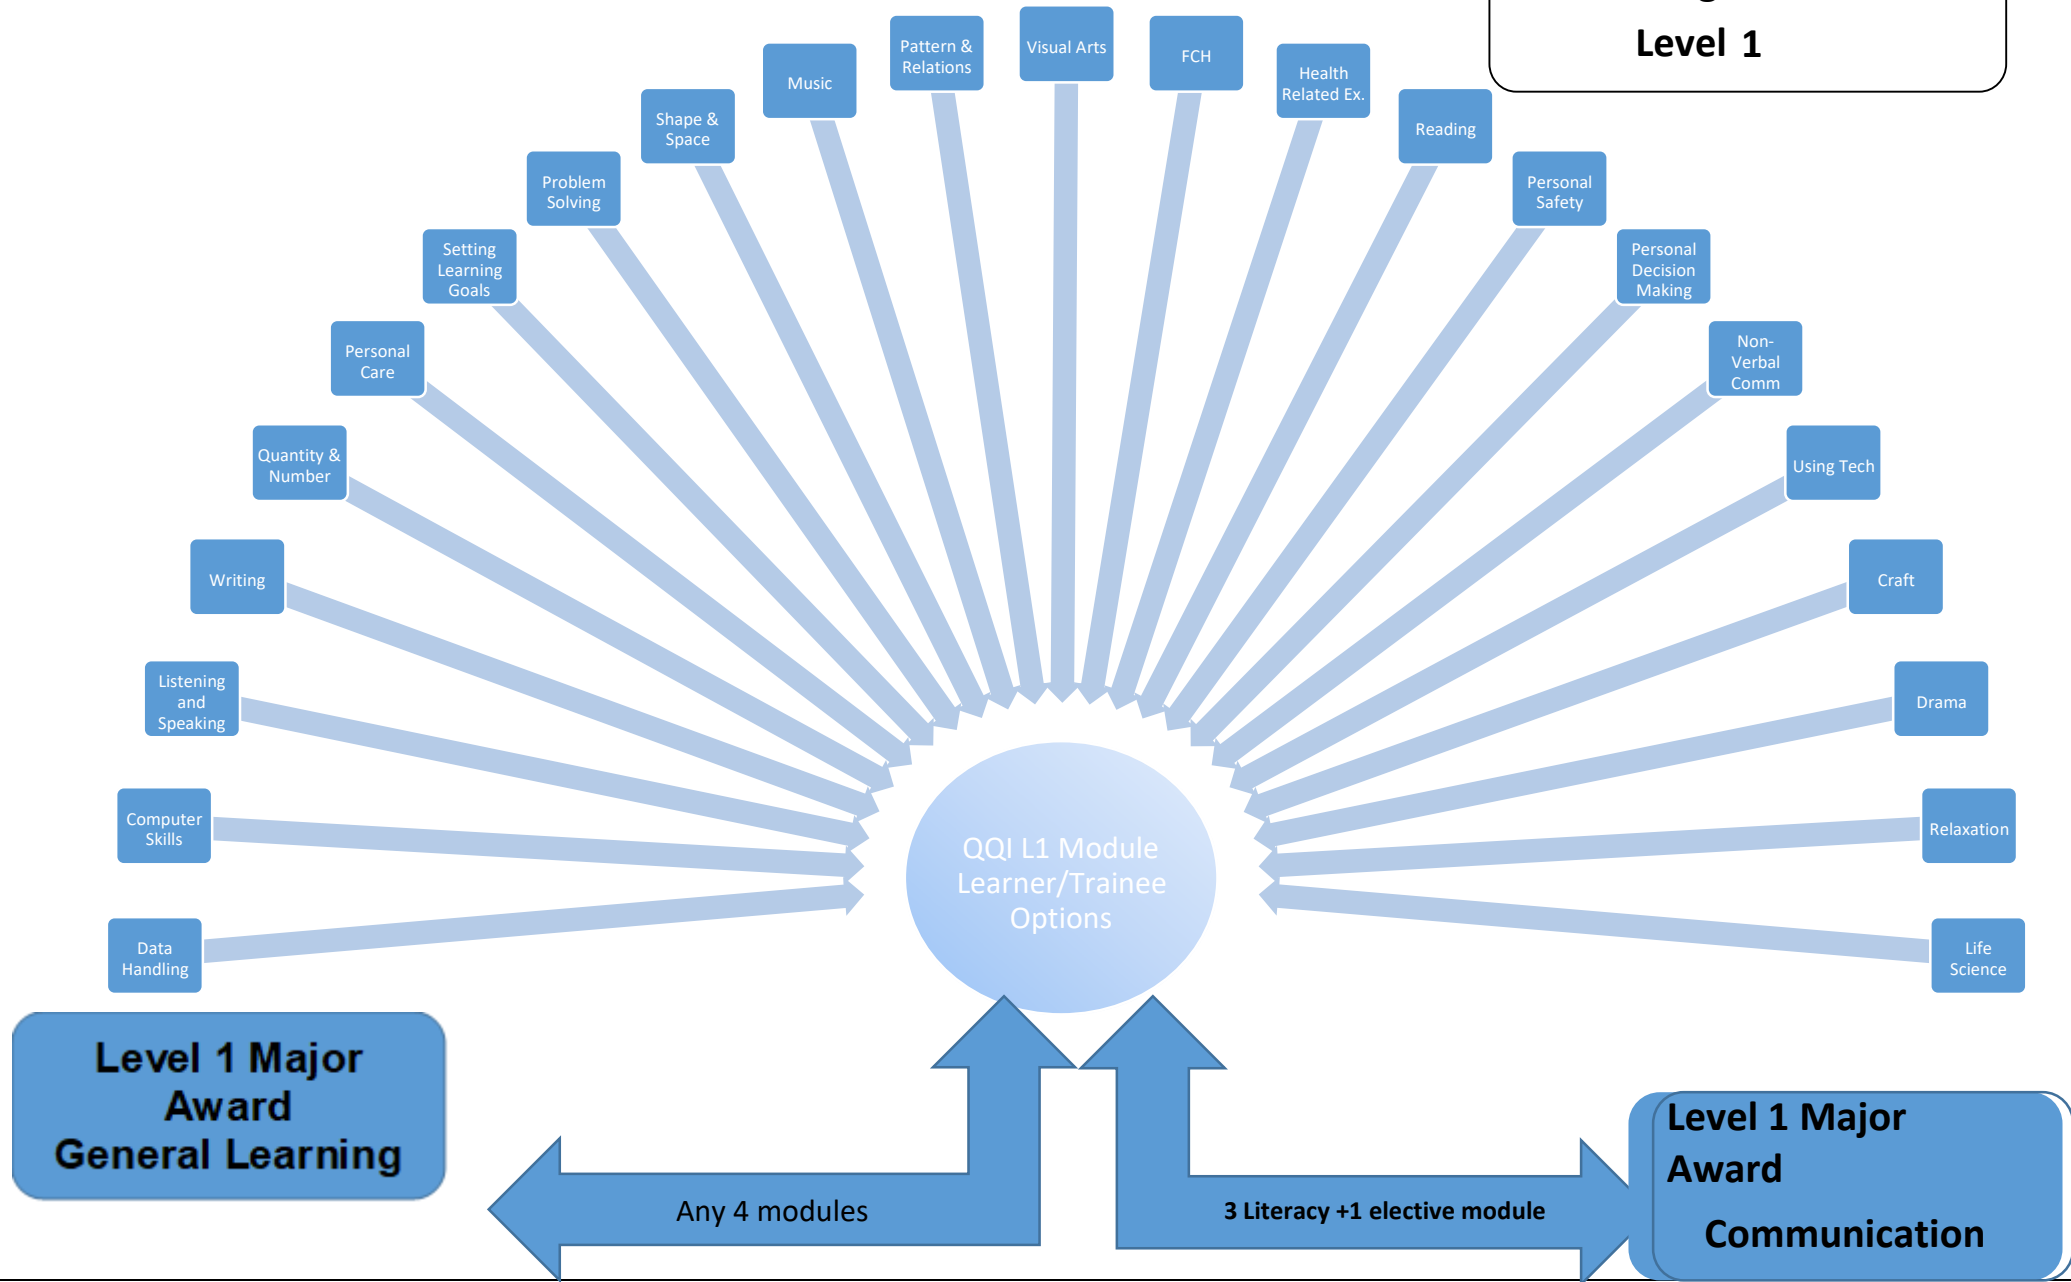 Level 1
Visual Arts
Pattern &
Relations
FCH
Music
Health
Related Ex.
Shape &
Space
Reading
Problem
Solving
Personal
Safety
Setting
Learning
Goals
Personal
Decision
Making
Personal
Care
Non-
Verbal
Comm
Quantity &
Number
Using Tech
Writing
Craft
Listening
and
Speaking
Drama
Computer
Skills
Relaxation
Data
Handling
Life
Science
QQI L1 Module
Learner/Trainee
Options
Level 1 Major
Award
General Learning
Any 4 modules
3 Literacy +1 elective module
Level 1 Major
Award
Communication